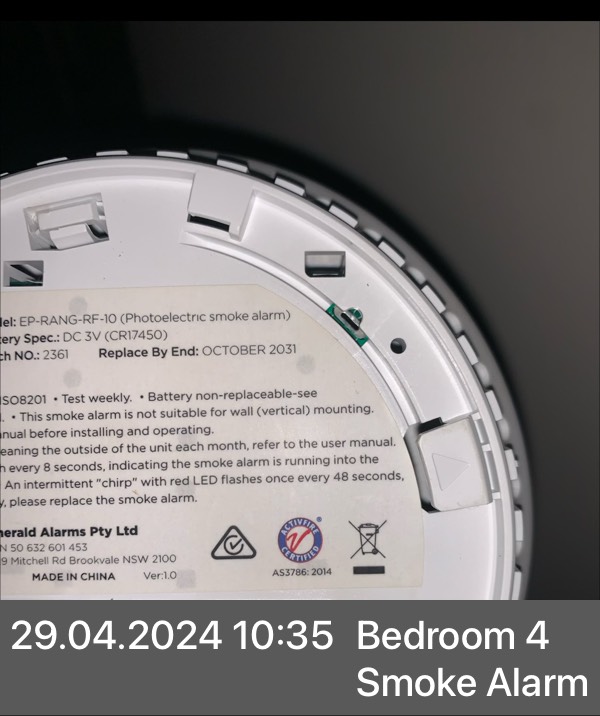 del: EP-RANG-RF-10 (Photoelectric smoke alarm)
ery Spec.: DC 3V (CR17450)
ch NO.: 2361 Replace By End: OCTOBER 2031
ISO8201 • Test weekly. • Battery non-replaceable-see
. • This smoke alarm is not suitable for wall (vertical) mounting.
nual before installing and operating.
eaning the outside of the unit each month, refer to the user manual.
h every 8 seconds, indicating the smoke alarm is running into the
An intermittent "chirp" with red LED flashes once every 48 seconds,
y, please replace the smoke alarm.
nerald Alarms Pty Ltd
N 50 632 601 453
9 Mitchell Rd Brookvale NSW 2100
MADE IN CHINA Ver:1.0
ACTIVFIRE
CERTIFIED
®
AS3786: 2014
29.04.2024 10:35 Bedroom 4
Smoke Alarm